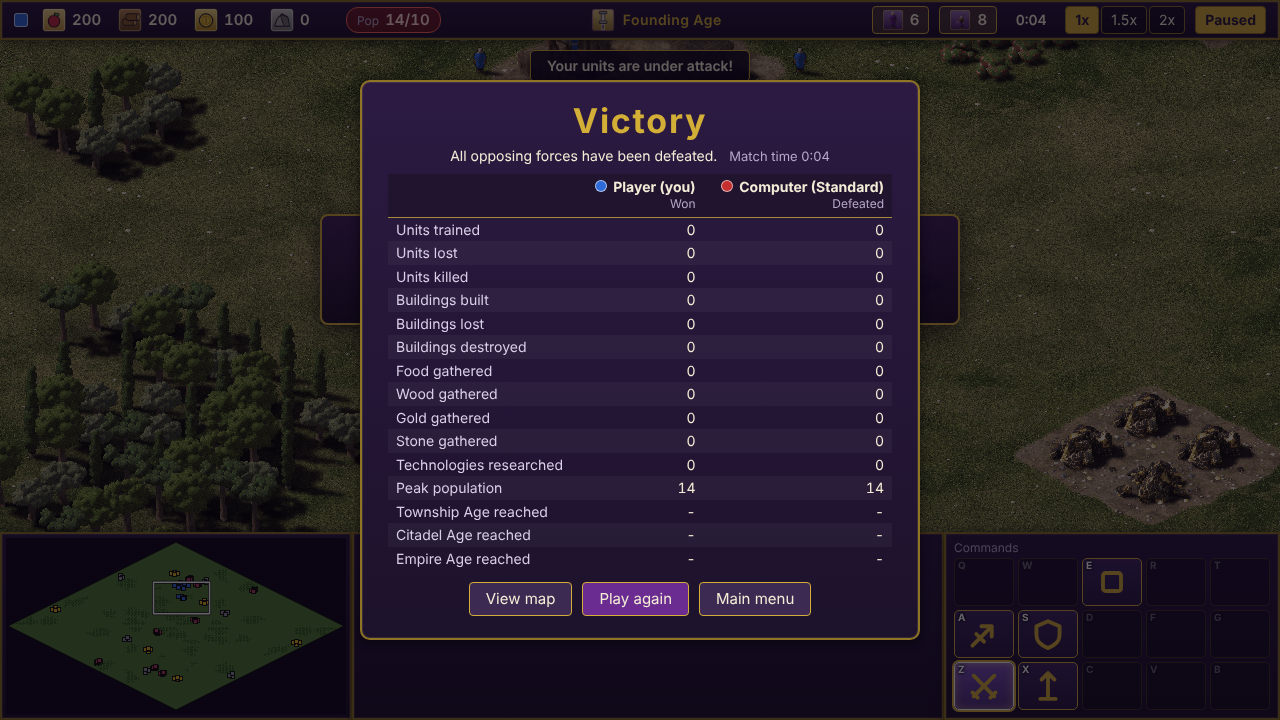 200 200 100 0 Pop 14/10 Founding Age 6 8 0:04 1x 1.5x 2x Paused
Your units are under attack!
Victory
All opposing forces have been defeated. Match time 0:04
Player (you) Computer (Standard)
Won Defeated
Units trained 0 0
Units lost 0 0
Units killed 0 0
Buildings built 0 0
Buildings lost 0 0
Buildings destroyed 0 0
Food gathered 0 0
Wood gathered 0 0
Gold gathered 0 0
Stone gathered 0 0
Technologies researched 0 0
Peak population 14 14
Township Age reached - -
Citadel Age reached - -
Empire Age reached - -
View map Play again Main menu
Commands
Q W E R T
A S D F G
Z X C V B